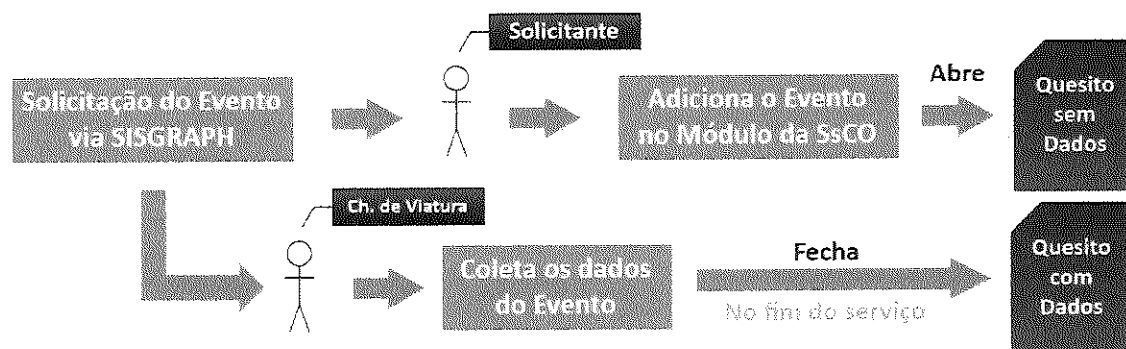 Solicitante
Solicitação do Evento
via SISGRAPH
Adiciona o Evento
no Módulo da SsCO
Abre
Quesito
sem
Dados
Ch. de Viatura
Coleta os dados
do Evento
Fecha
No fim do serviço
Quesito
com
Dados